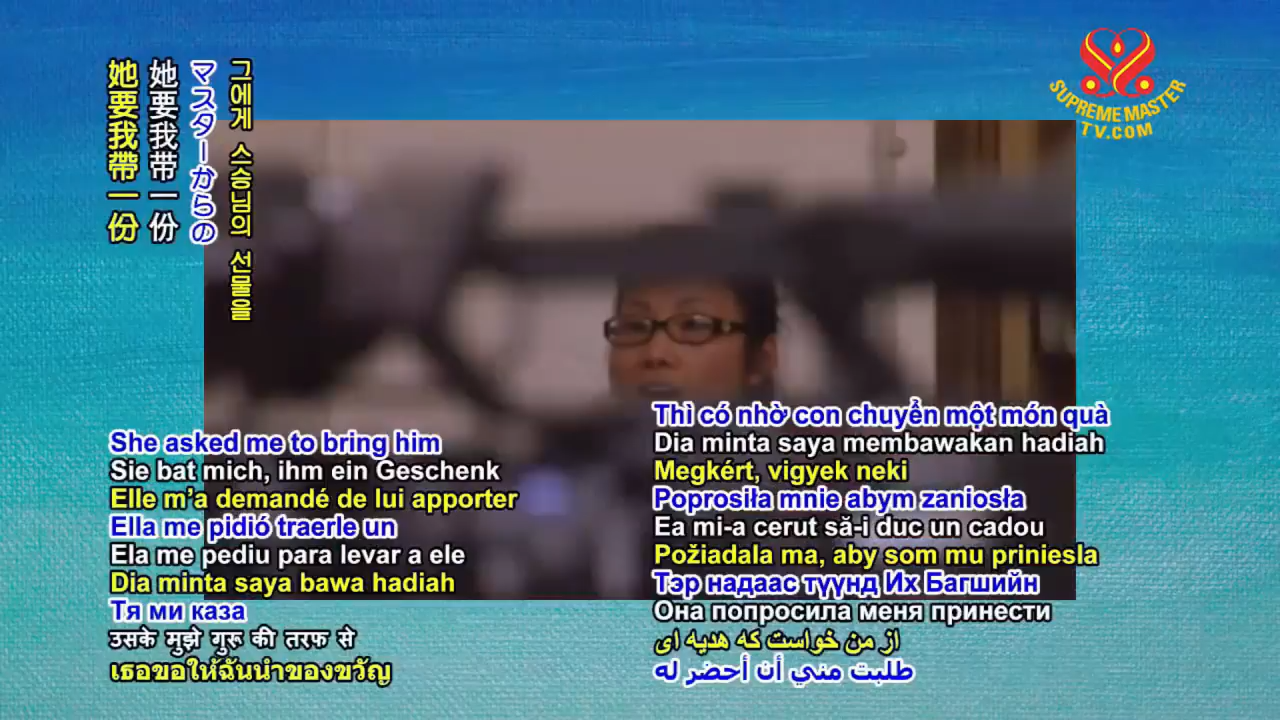 그에게 스승님의 선물을
マスターからの
她要我带一份
她要我帶一份
SUPREME MASTER
TV.COM
She asked me to bring him
Sie bat mich, ihm ein Geschenk
Elle m’a demandé de lui apporter
Ella me pidió traerle un
Ela me pediu para levar a ele
Dia minta saya bawa hadiah
Тя ми каза
उसके मुझे गुरू की तरफ से
เธอขอให้ฉันนำของขวัญ
Thì có nhờ con chuyển một món quà
Dia minta saya membawakan hadiah
Megkért, vigyek neki
Poprosiła mnie abym zaniosła
Ea mi-a cerut să-i duc un cadou
Požiadala ma, aby som mu priniesla
Тэр надаас түүнд Их Багшийн
Она попросила меня принести
از من خواست که هدیه ای
طلبت مني أن أحضر له